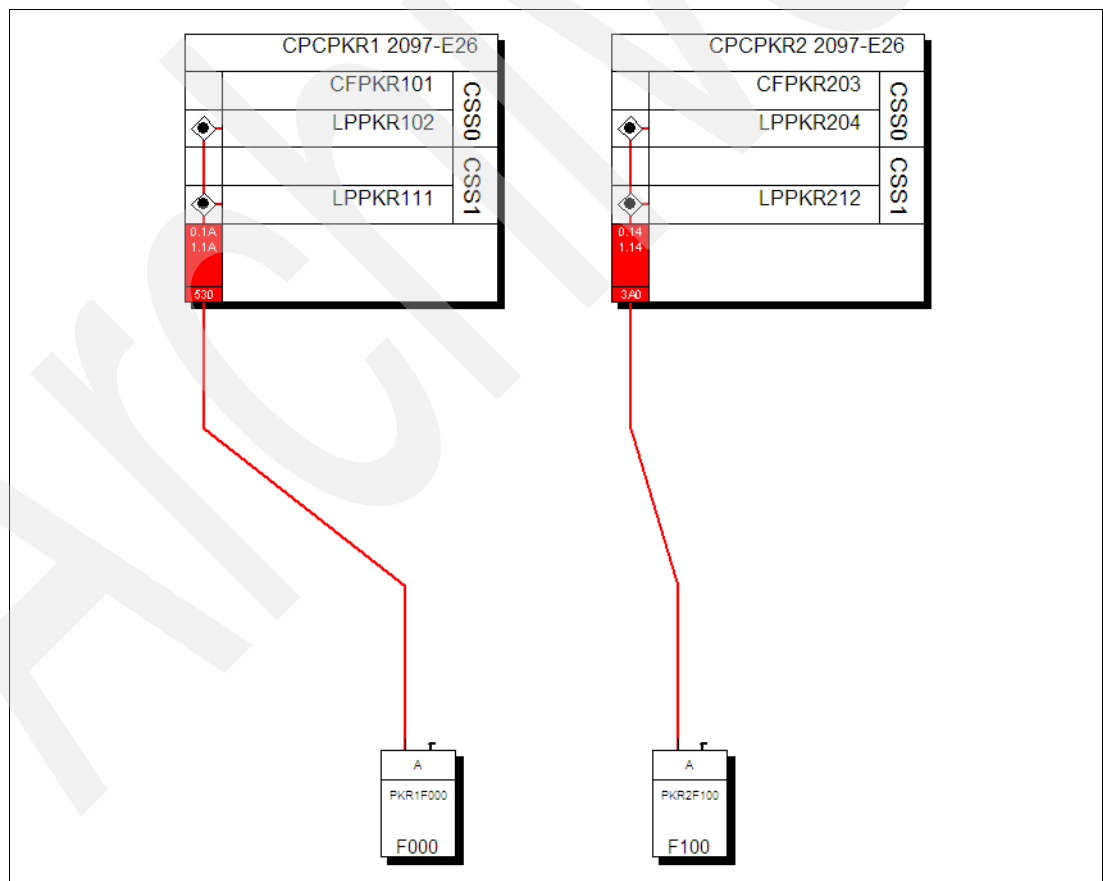 CPCPKR1 2097-E26
CFPKR101
LPPKR102
CSS0
LPPKR111
CSS1
0.1A
1.1A
530
CPCPKR2 2097-E26
CFPKR203
LPPKR204
CSS0
LPPKR212
CSS1
0.14
1.14
3A0
A
PKR1F000
F000
A
PKR2F100
F100
Archive